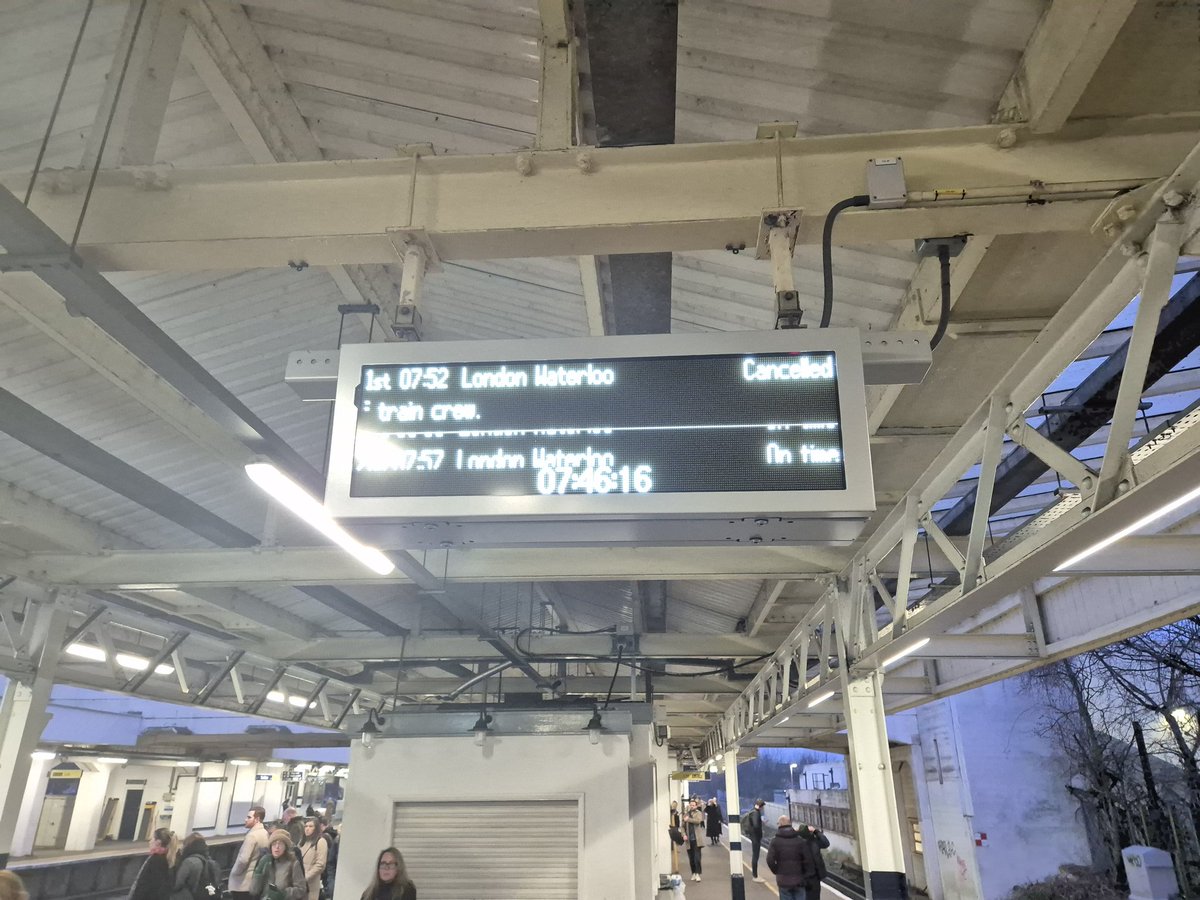 1st 07:52 London Waterloo Cancelled
train crew.
07:57 London Waterloo On time
07:46:16